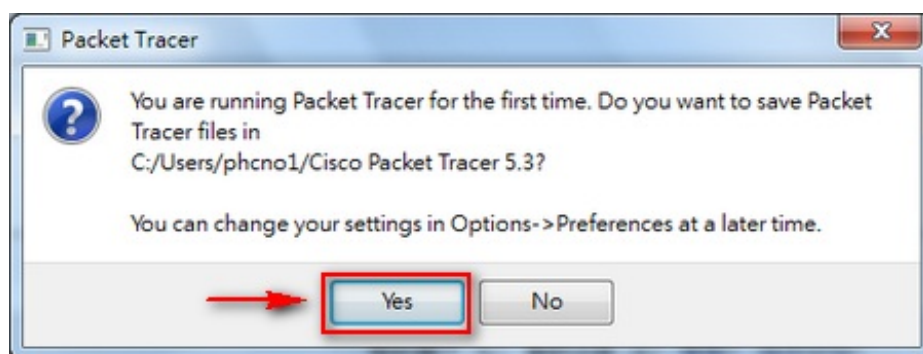 Packet Tracer
You are running Packet Tracer for the first time. Do you want to save Packet
Tracer files in
C:/Users/phcno1/Cisco Packet Tracer 5.3?
You can change your settings in Options->Preferences at a later time.
Yes
No